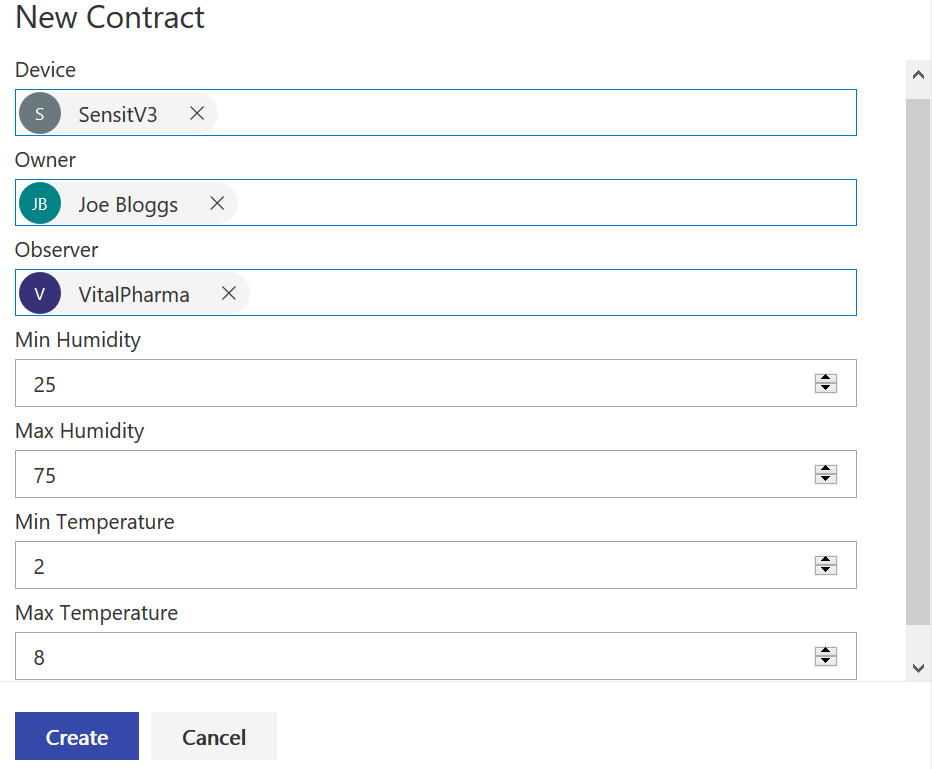 New Contract
Device
S SensitV3
Owner
JB Joe Bloggs
Observer
V VitalPharma
Min Humidity
25
Max Humidity
75
Min Temperature
2
Max Temperature
8
Create Cancel